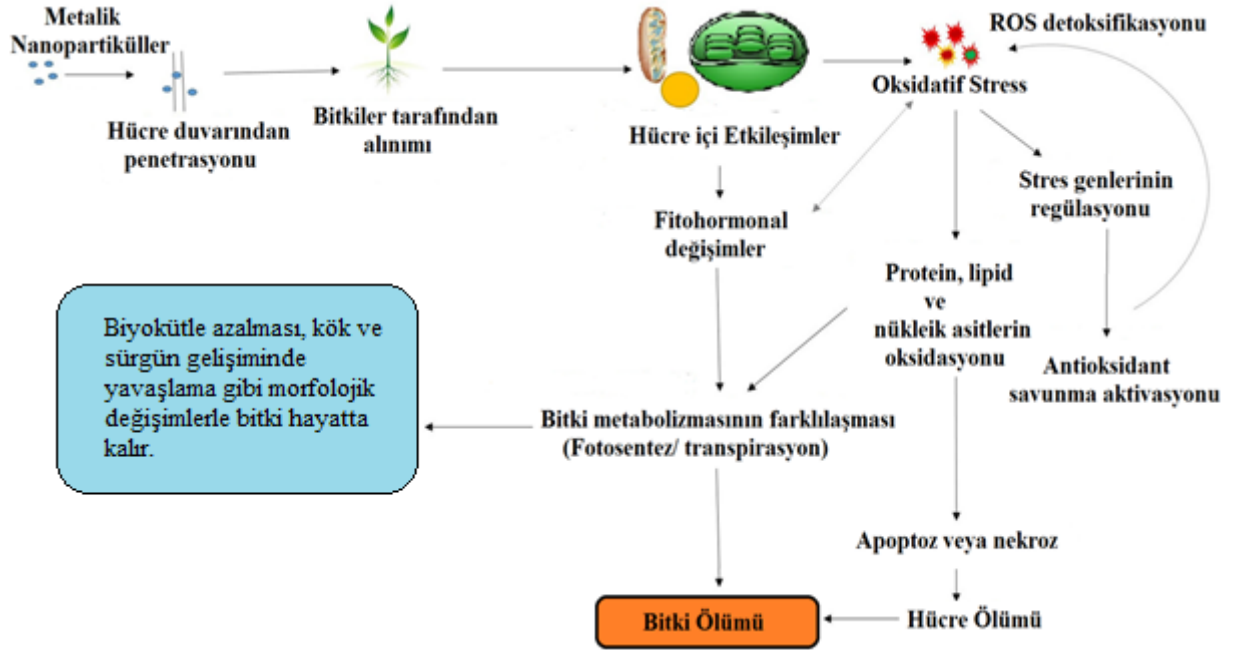 Metalik
Nanopartiküller
Hücre duvarından
penetrasyonu
Bitkiler tarafından
alınımı
Hücre içi Etkileşimler
Oksidatif Stress
ROS detoksifikasyonu
Stres genlerinin
regülasyonu
Fitohormonal
değişimler
Protein, lipid
ve
nükleik asitlerin
oksidasyonu
Antioksidant
savunma aktivasyonu
Biyokütle azalması, kök ve
sürgün gelişiminde
yavaşlama gibi morfolojik
değişimlerle bitki hayatta
kalır.
Bitki metabolizmasının farklılaşması
(Fotosentez/ transpirasyon)
Apoptoz veya nekroz
Hücre Ölümü
Bitki Ölümü